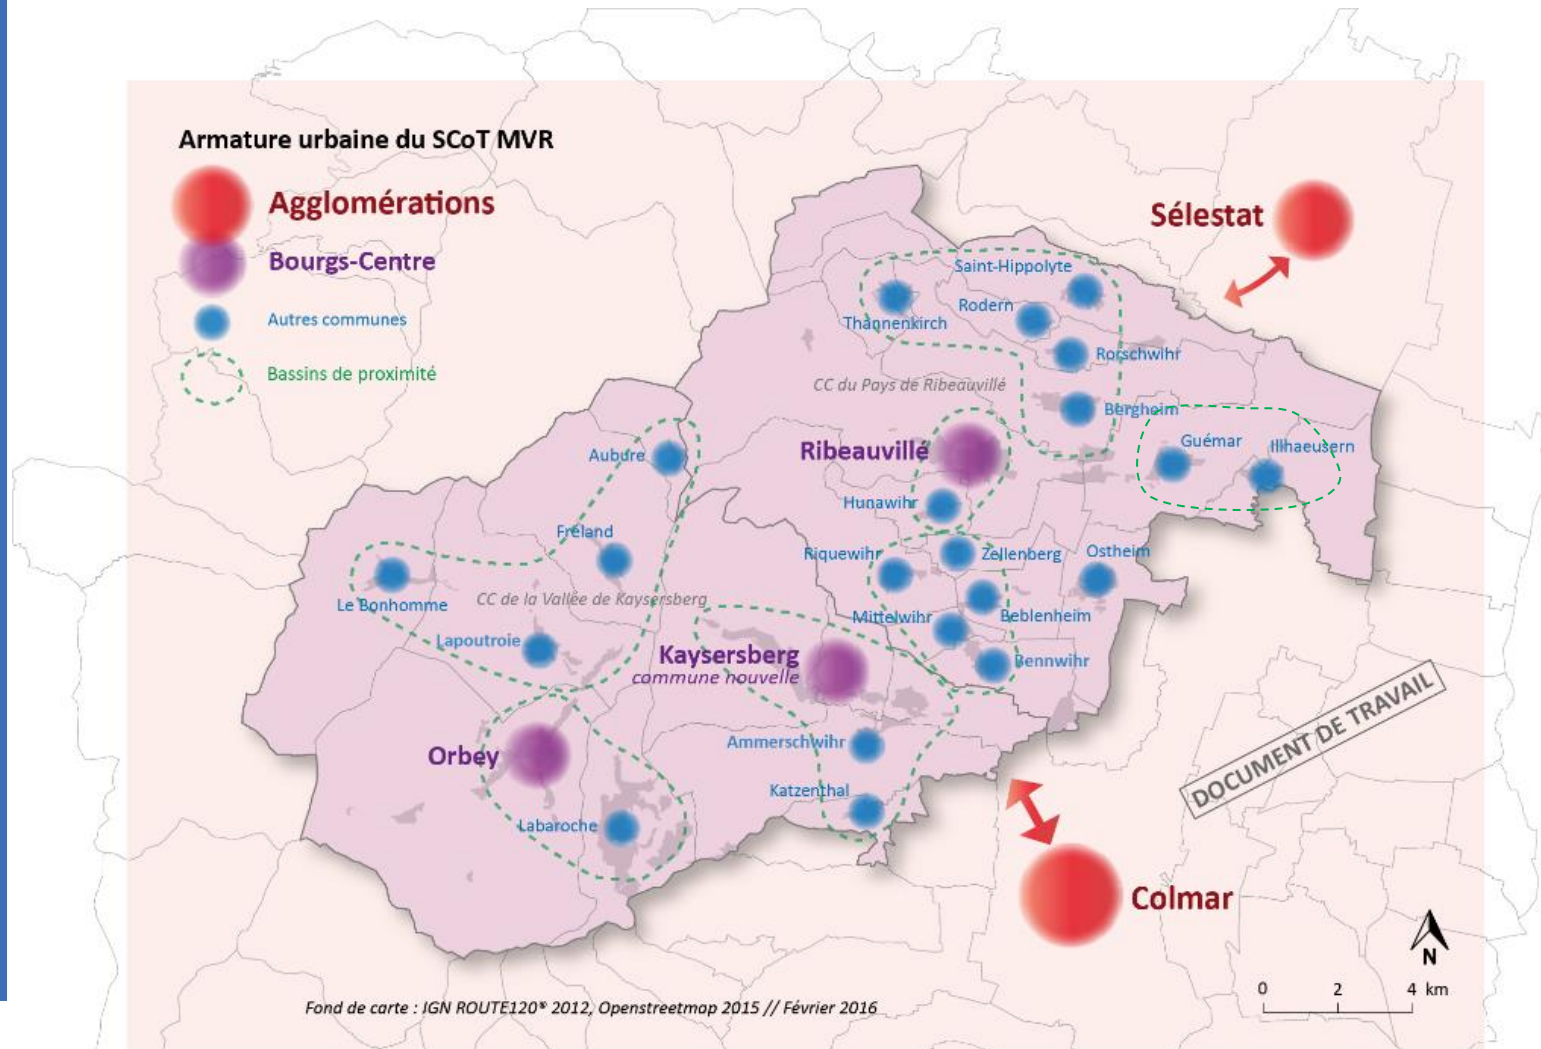 Armature urbaine du SCoT MVR
Agglomérations
Bourgs-Centre
Autres communes
Bassins de proximité
Sélestat
Saint-Hippolyte
Rodern
Thannenkirch
Rorschwihr
CC du Pays de Ribeauvillé
Bergheim
Guémar
Illhaeusern
Ribeauvillé
Aubure
Hunawihr
Fréland
Riquewihr
Zellenberg
Ostheim
Le Bonhomme
CC de la Vallée de Kaysersberg
Mittelwihr
Beblenheim
Lapoutroie
Kaysersberg
commune nouvelle
Bennwihr
Orbey
Ammerschwihr
Katzenthal
Labaroche
DOCUMENT DE TRAVAIL
Colmar
N
0 2 4 km
Fond de carte : IGN ROUTE120® 2012, Openstreetmap 2015 // Février 2016